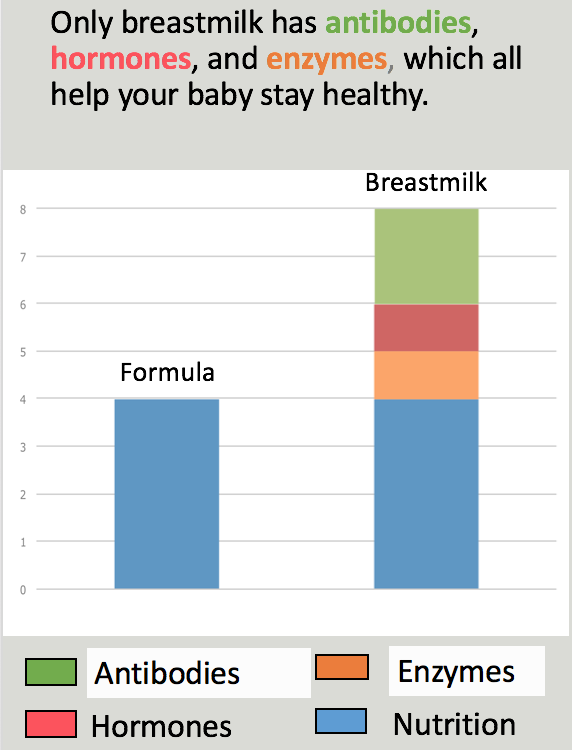 Only breastmilk has antibodies,
hormones, and enzymes, which all
help your baby stay healthy.
Breastmilk
8
7
6
5
Formula
4
3
2
1
0
Antibodies
Enzymes
Hormones
Nutrition